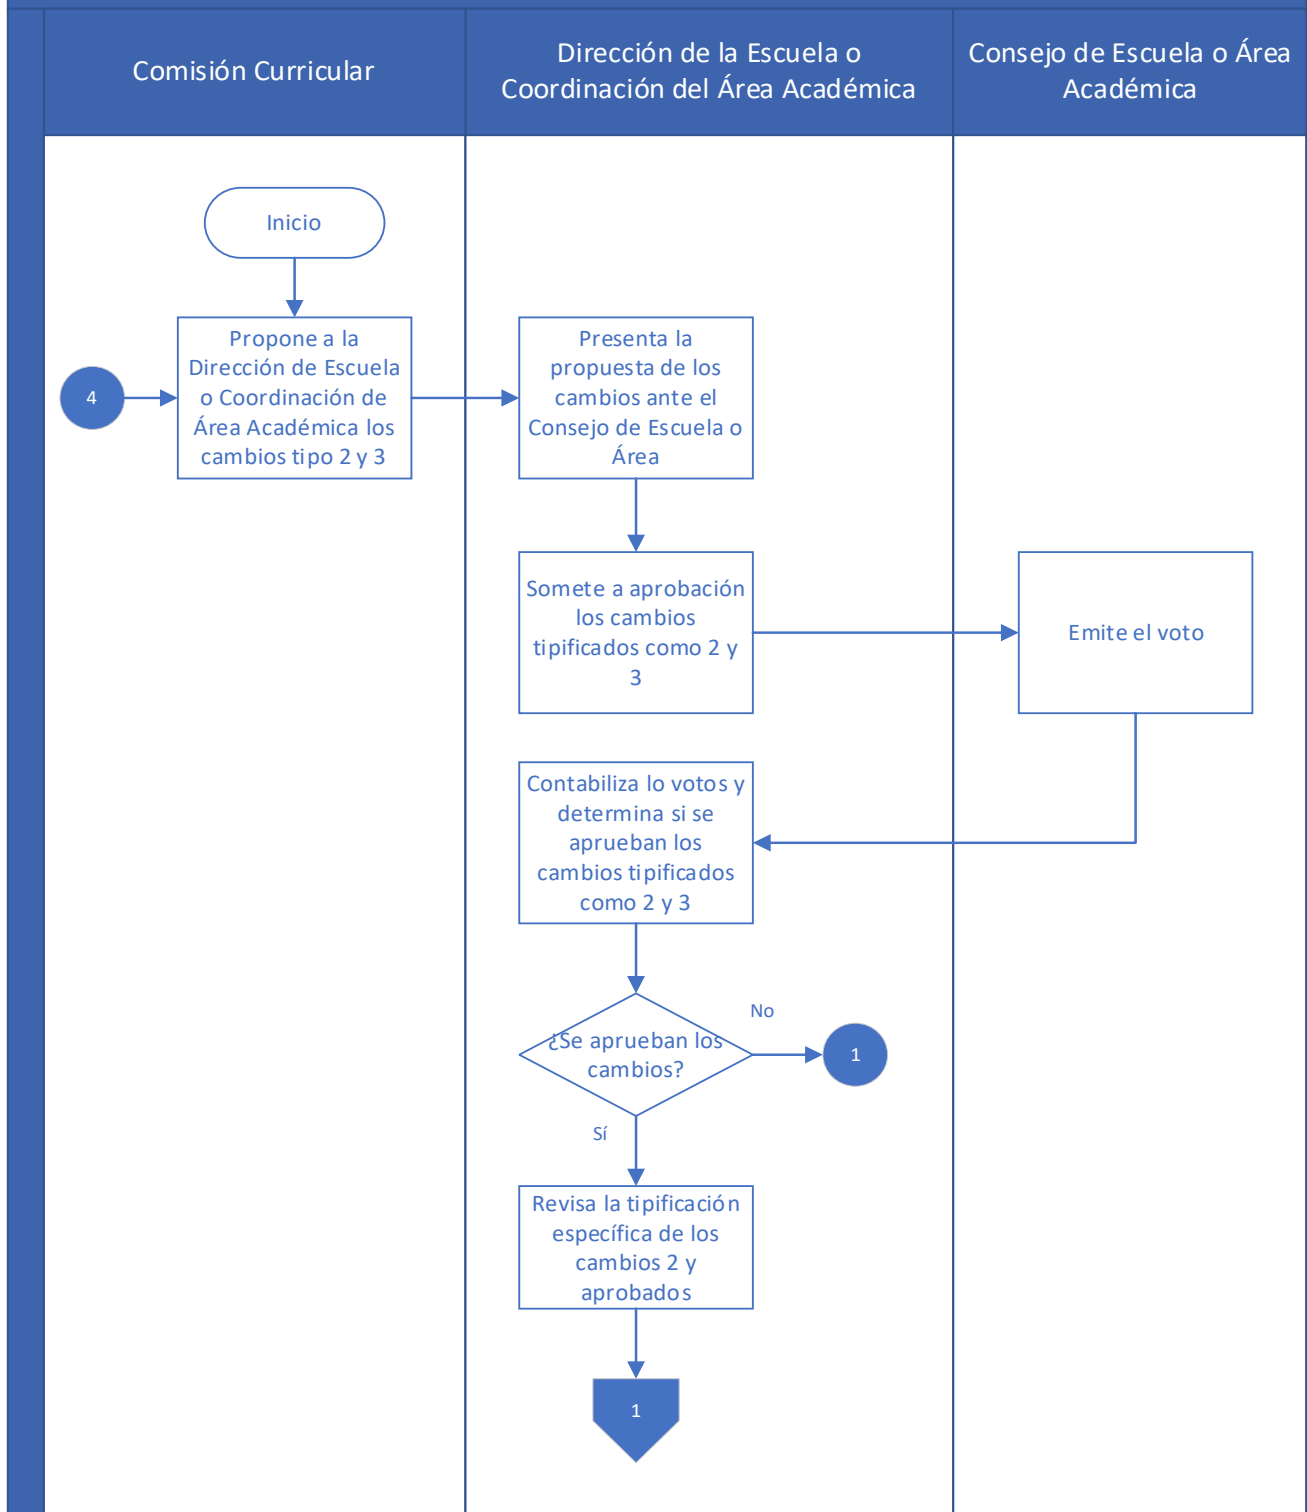 Comisión Curricular
Dirección de la Escuela o
Coordinación del Área Académica
Consejo de Escuela o Área
Académica
Inicio
4
Propone a la
Dirección de Escuela
o Coordinación de
Área Académica los
cambios tipo 2 y 3
Presenta la
propuesta de los
cambios ante el
Consejo de Escuela o
Área
Somete a aprobación
los cambios
tipificados como 2 y
3
Emite el voto
Contabiliza lo votos y
determina si se
aprueban los
cambios tipificados
como 2 y 3
¿Se aprueban los
cambios?
No
1
Sí
Revisa la tipificación
específica de los
cambios 2 y
aprobados
1